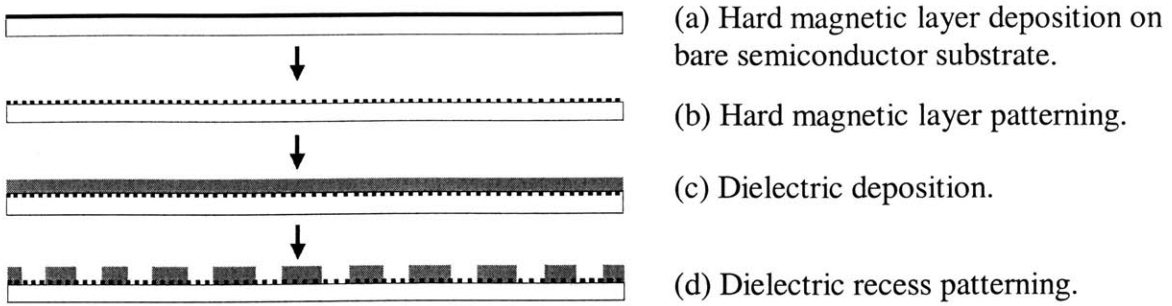 (a) Hard magnetic layer deposition on
bare semiconductor substrate.
(b) Hard magnetic layer patterning.
(c) Dielectric deposition.
(d) Dielectric recess patterning.